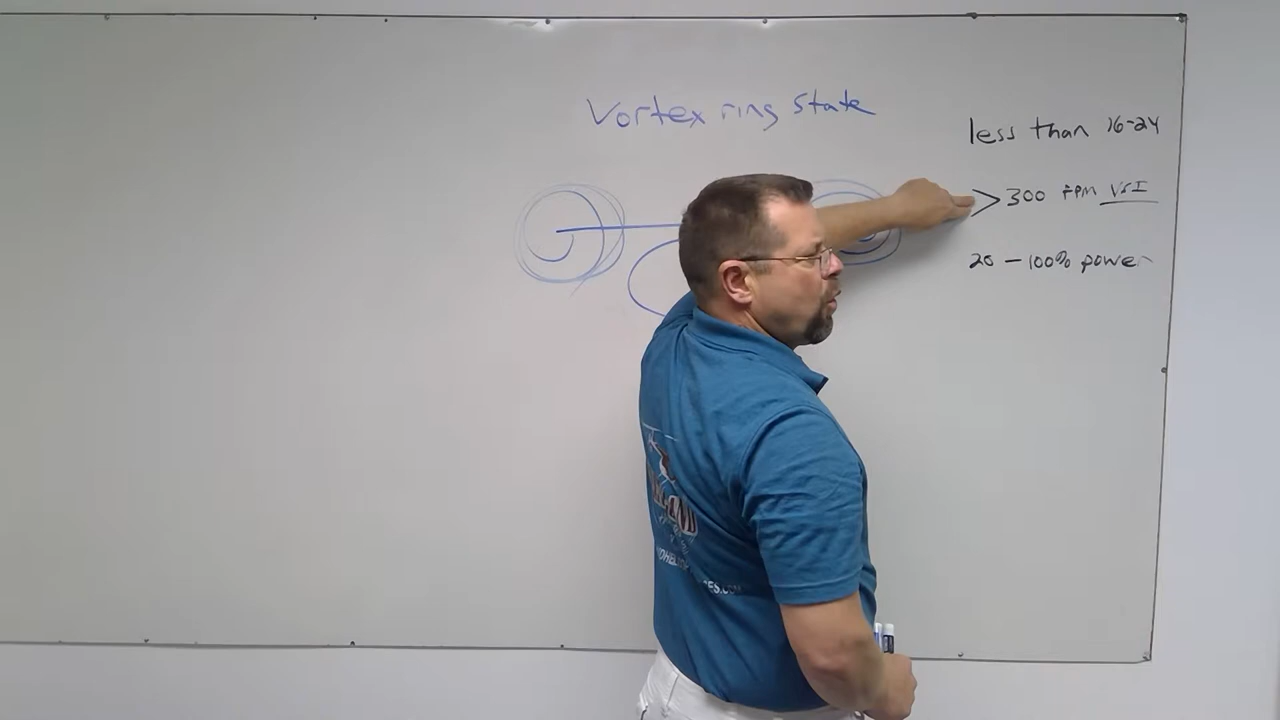 Vortex ring State
less than 16-24
>300 FPM VSI
20 - 100% power